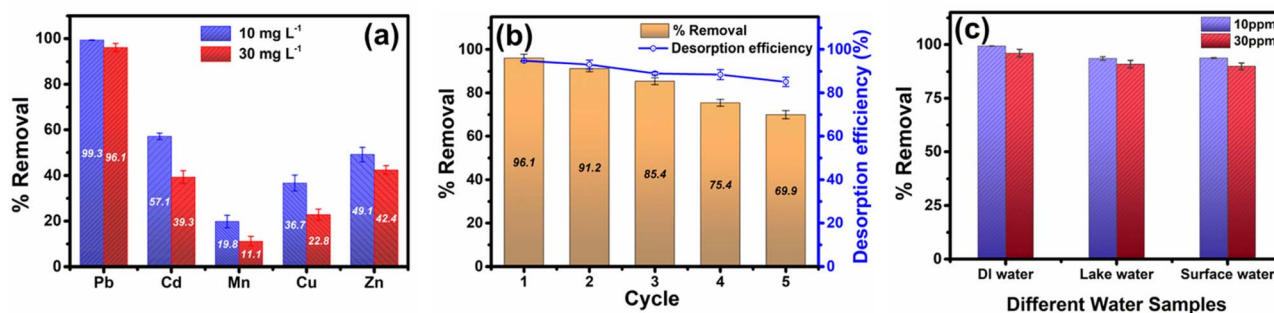 (a)
10 mg L⁻¹
30 mg L⁻¹
% Removal
100
80
60
40
20
0
99.3
96.1
57.1
39.3
19.8
11.1
36.7
22.8
49.1
42.4
Pb Cd Mn Cu Zn
(b)
% Removal
Desorption efficiency
% Removal
100
80
60
40
20
0
96.1
91.2
85.4
75.4
69.9
1 2 3 4 5
Cycle
100
80
60
40
20
0
Desorption efficiency (%)
(c)
10ppm
30ppm
% Removal
100
75
50
25
0
DI water Lake water Surface water
Different Water Samples